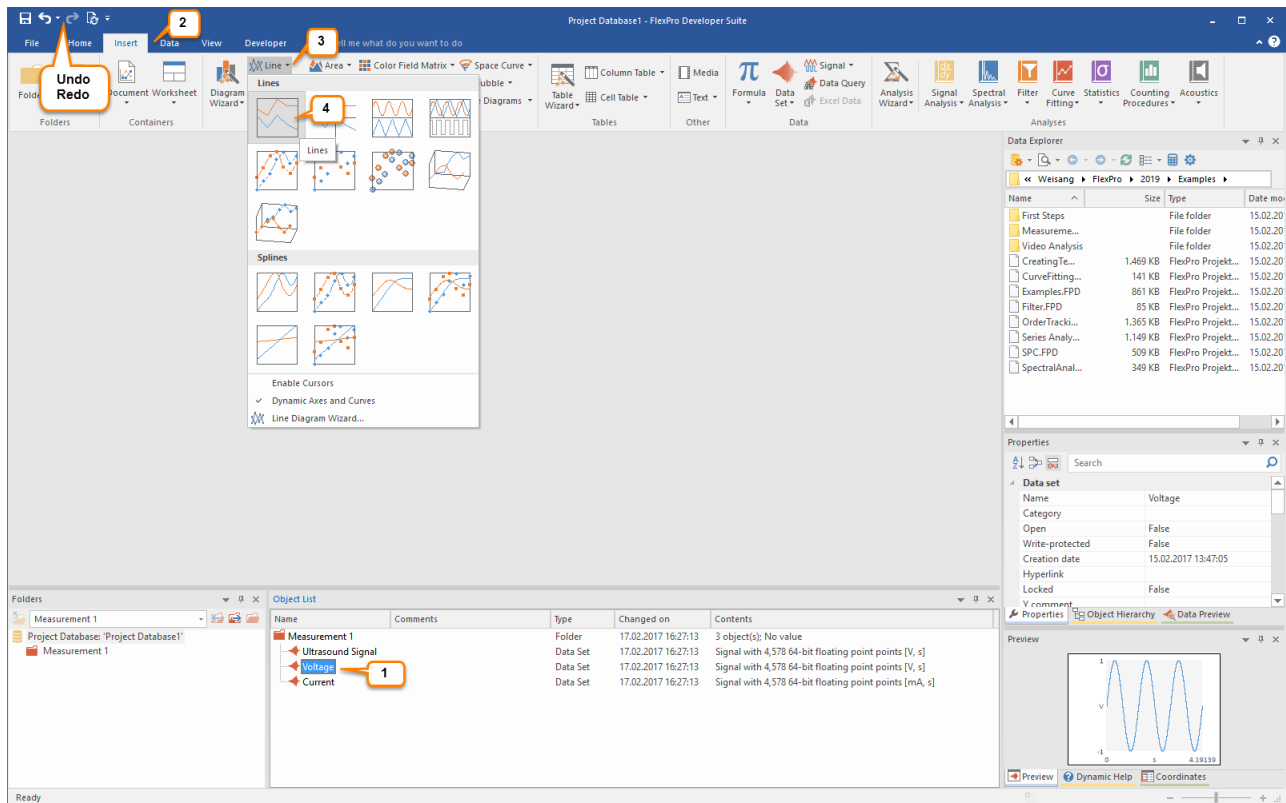 Project Database1 - FlexPro Developer Suite
2
File Home Insert Data View Developer ell me what do you want to do
3
Undo
Redo
Line Area Color Field Matrix Space Curve
Column Table Media
Signal
Data Query
Document Worksheet
Diagram
Wizard
Diagrams
Table
Wizard
Cell Table
Text
Formula
Data
Set
Excel Data
Analysis
Wizard
Signal
Analysis
Spectral
Analysis
Filter
Curve
Fitting
Statistics
Counting
Procedures
Acoustics
Folders Containers Tables Other Data Analyses
Lines
4
Lines
Splines
Enable Cursors
Dynamic Axes and Curves
Line Diagram Wizard...
Data Explorer
« Weisang FlexPro 2019 Examples
Name Size Type Date mo
First Steps File folder 15.02.20
Measureme... File folder 15.02.20
Video Analysis File folder 15.02.20
CreatingTe... 1.469 KB FlexPro Projekt... 15.02.20
CurveFitting... 141 KB FlexPro Projekt... 15.02.20
Examples.FPD 861 KB FlexPro Projekt... 15.02.20
Filter.FPD 85 KB FlexPro Projekt... 15.02.20
OrderTracki... 1.365 KB FlexPro Projekt... 15.02.20
Series Analy... 1.149 KB FlexPro Projekt... 15.02.20
SPC.FPD 509 KB FlexPro Projekt... 15.02.20
SpectralAnal... 349 KB FlexPro Projekt... 15.02.20
Properties
Search
Data set
Name Voltage
Category
Open False
Write-protected False
Creation date 15.02.2017 13:47:05
Hyperlink
Locked False
Y comment
Properties Object Hierarchy Data Preview
Folders
Measurement 1
Project Database: 'Project Database1'
Measurement 1
Object List
Name Comments Type Changed on Contents
Measurement 1 Folder 17.02.2017 16:27:13 3 object(s); No value
Ultrasound Signal Data Set 17.02.2017 16:27:13 Signal with 4,578 64-bit floating point points [V, s]
Voltage Data Set 17.02.2017 16:27:13 Signal with 4,578 64-bit floating point points [V, s]
1
Current Data Set 17.02.2017 16:27:13 Signal with 4,578 64-bit floating point points [mA, s]
Preview
1
V
-1
0 s 4.19139
Preview Dynamic Help Coordinates
Ready